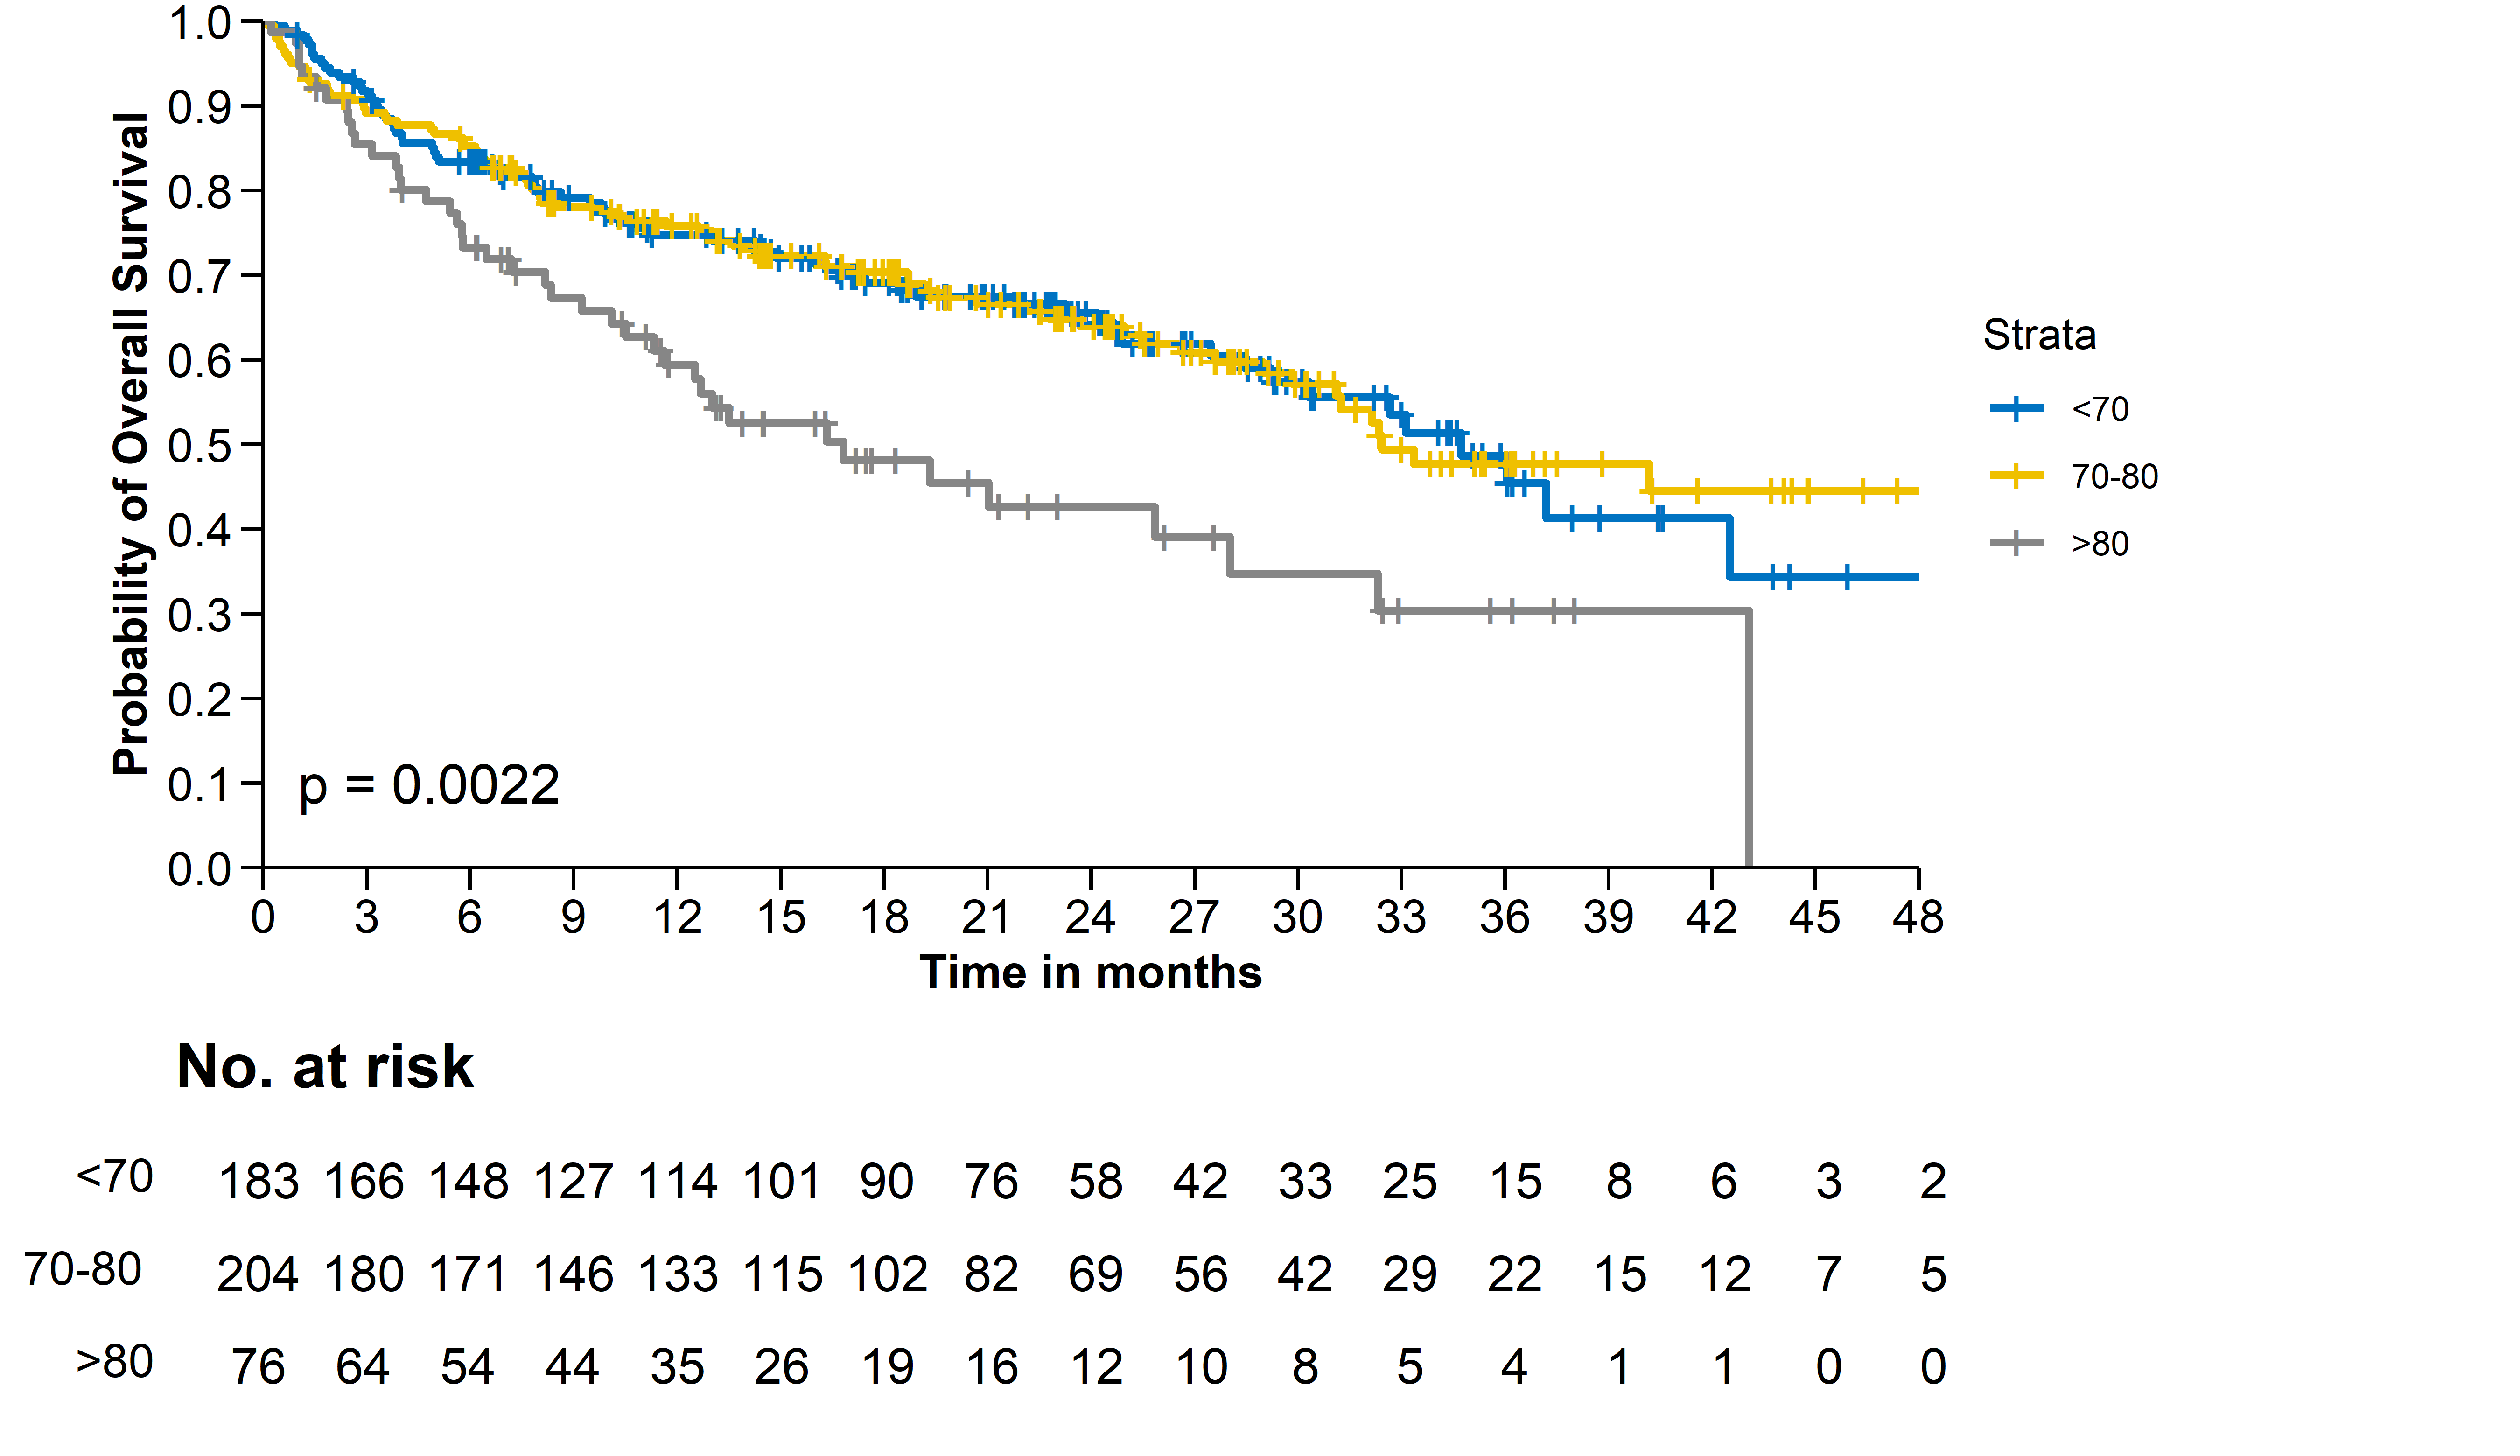 1.0
0.9
0.8
0.7
0.6
0.5
0.4
0.3
0.2
0.1
0.0
Probability of Overall Survival
p = 0.0022
0 3 6 9 12 15 18 21 24 27 30 33 36 39 42 45 48
Time in months
Strata
<70
70-80
>80
No. at risk
<70 183 166 148 127 114 101 90 76 58 42 33 25 15 8 6 3 2
70-80 204 180 171 146 133 115 102 82 69 56 42 29 22 15 12 7 5
>80 76 64 54 44 35 26 19 16 12 10 8 5 4 1 1 0 0